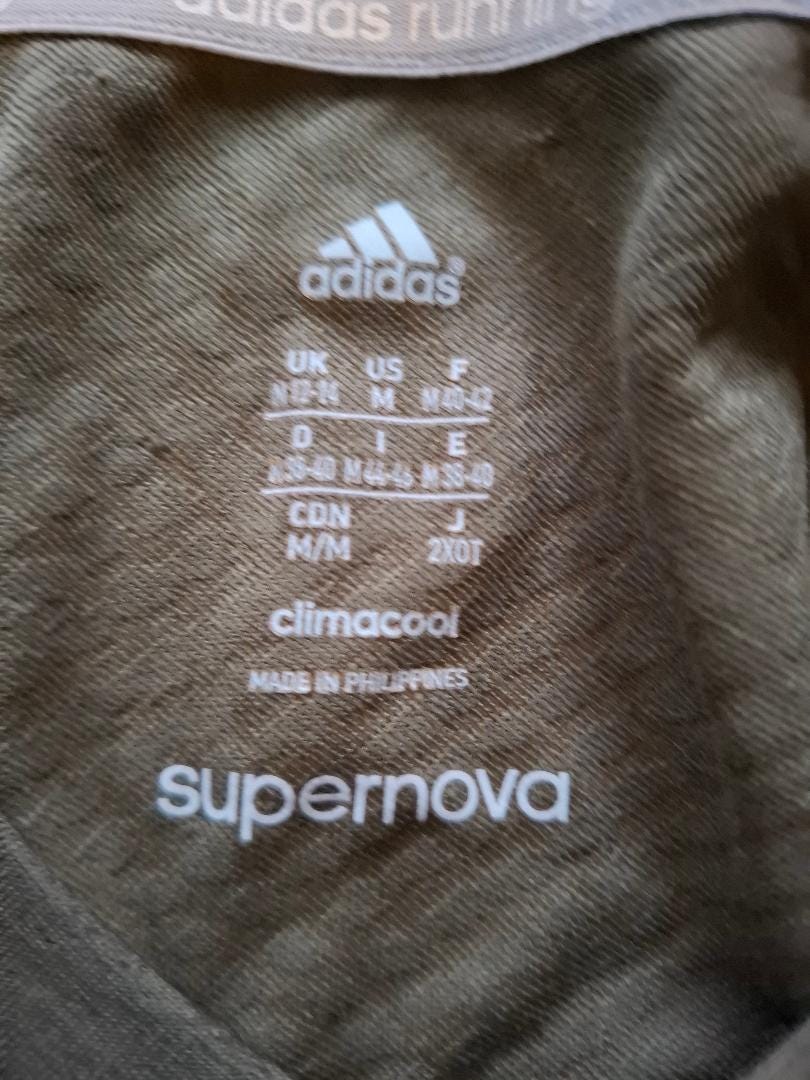 adidas running
adidas®
UK US F
M 12-14 M M 40-42
D I E
M 38-40 M 44-46 M 38-40
CDN J
M/M 2XOT
climacool
MADE IN PHILIPPINES
supernova